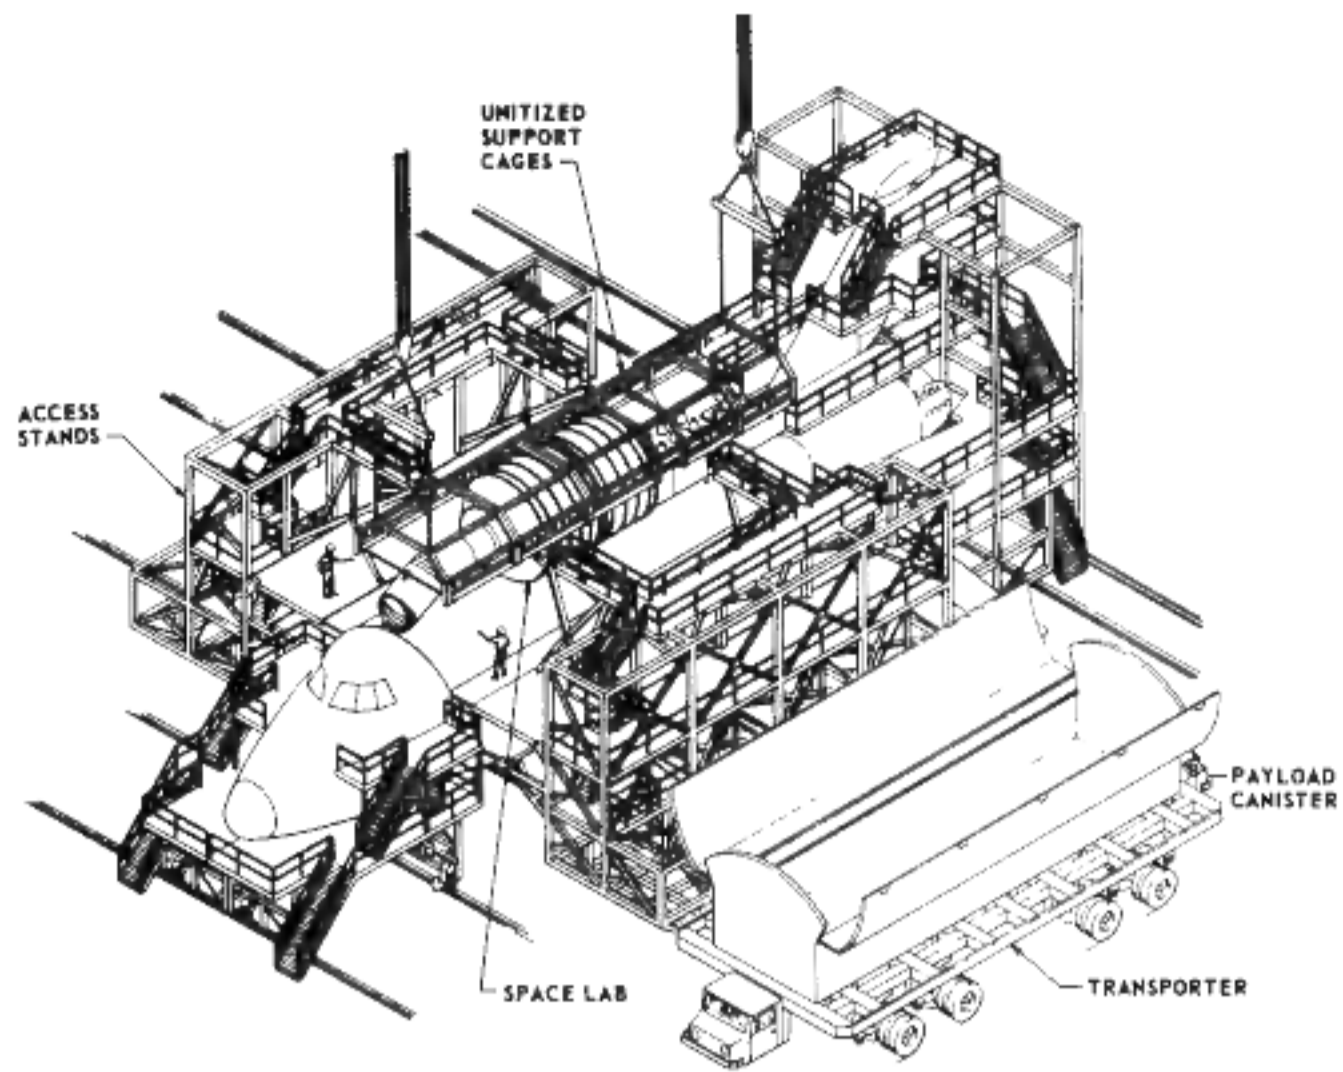 UNITIZED
SUPPORT
CAGES
ACCESS
STANDS
PAYLOAD
CANISTER
SPACE LAB
TRANSPORTER